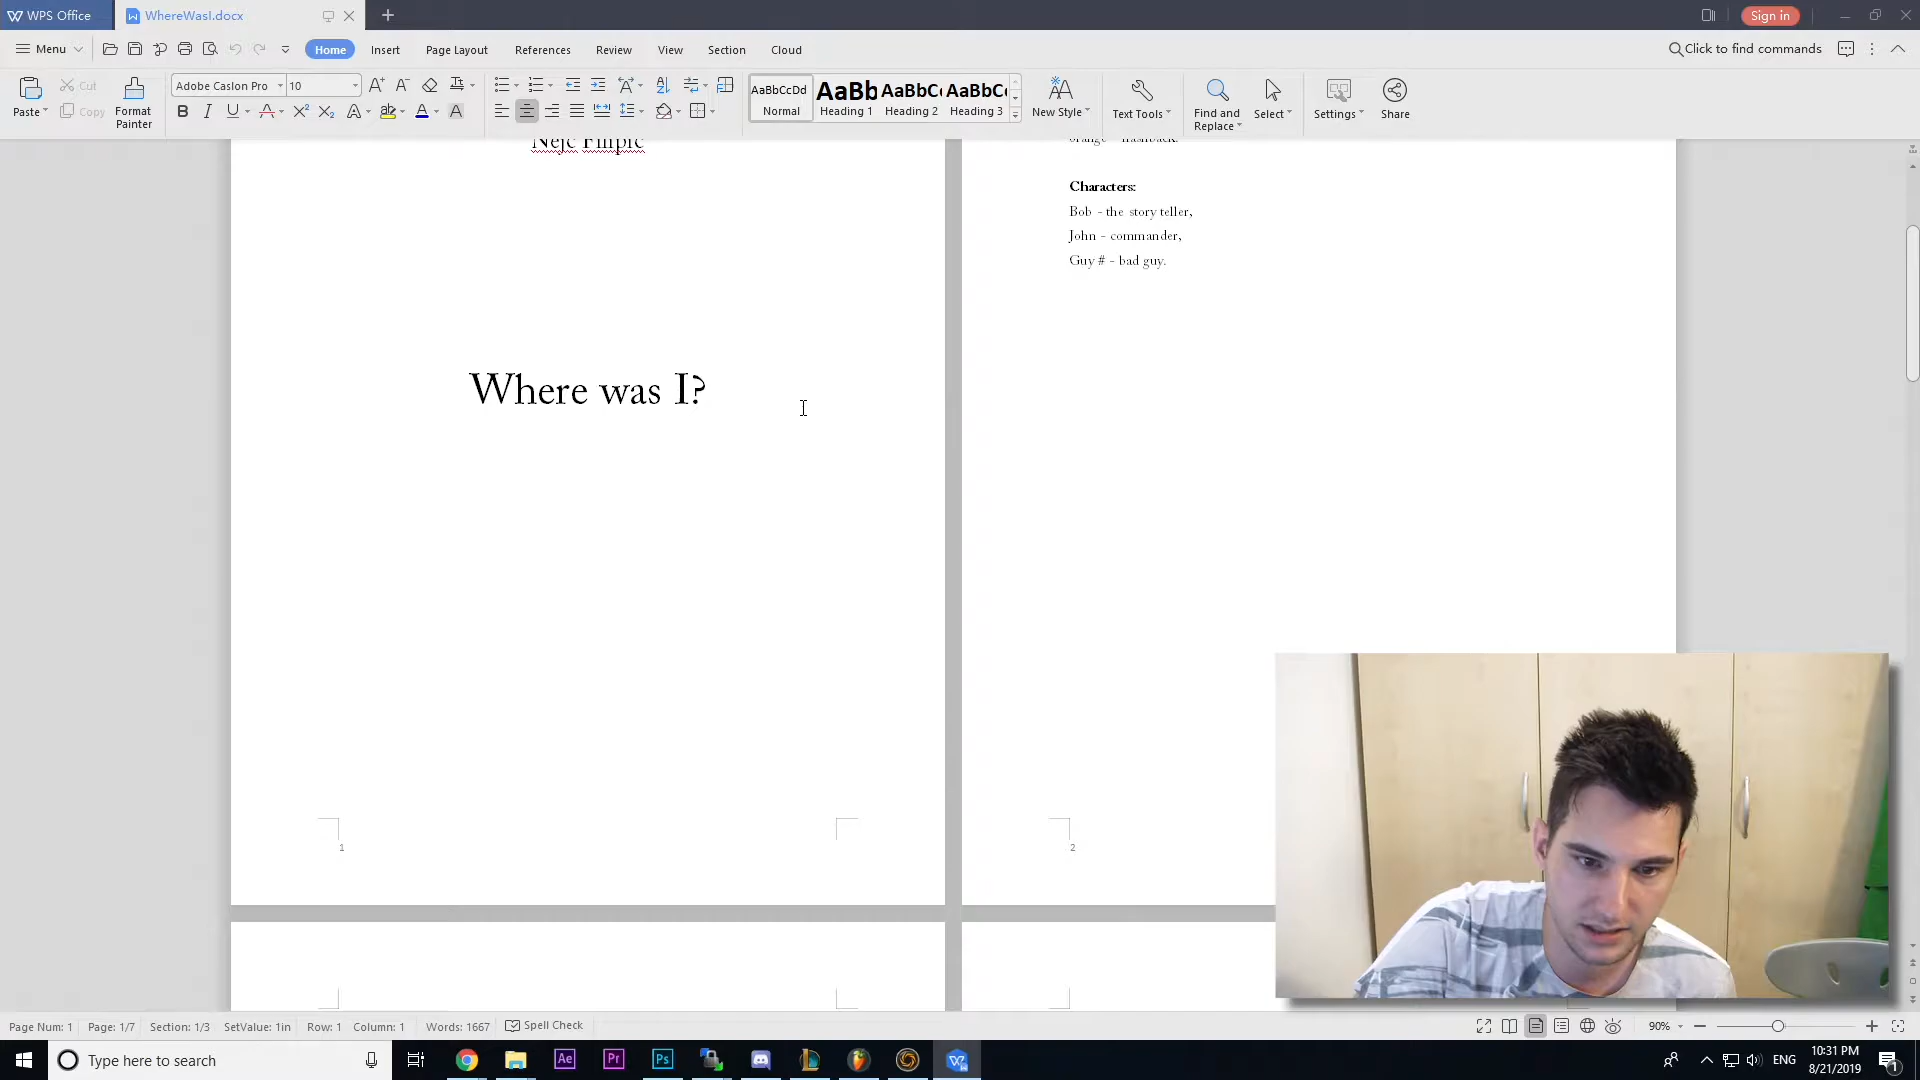 WPS Office
WhereWasI.docx
Sign in
Menu
Home
Insert
Page Layout
References
Review
View
Section
Cloud
Click to find commands
Paste
Cut
Copy
Format
Painter
Adobe Caslon Pro
10
AaBbCcDd
Normal
AaBb
Heading 1
AaBbC
Heading 2
AaBbC
Heading 3
New Style
Text Tools
Find and
Replace
Select
Settings
Share
Where was I?
1
Characters:
Bob - the story teller,
John - commander,
Guy # - bad guy.
2
Page Num: 1
Page: 1/7
Section: 1/3
SetValue: 1in
Row: 1
Column: 1
Words: 1667
Spell Check
90%
Type here to search
Ae
Pr
Ps
ENG
10:31 PM
8/21/2019
1